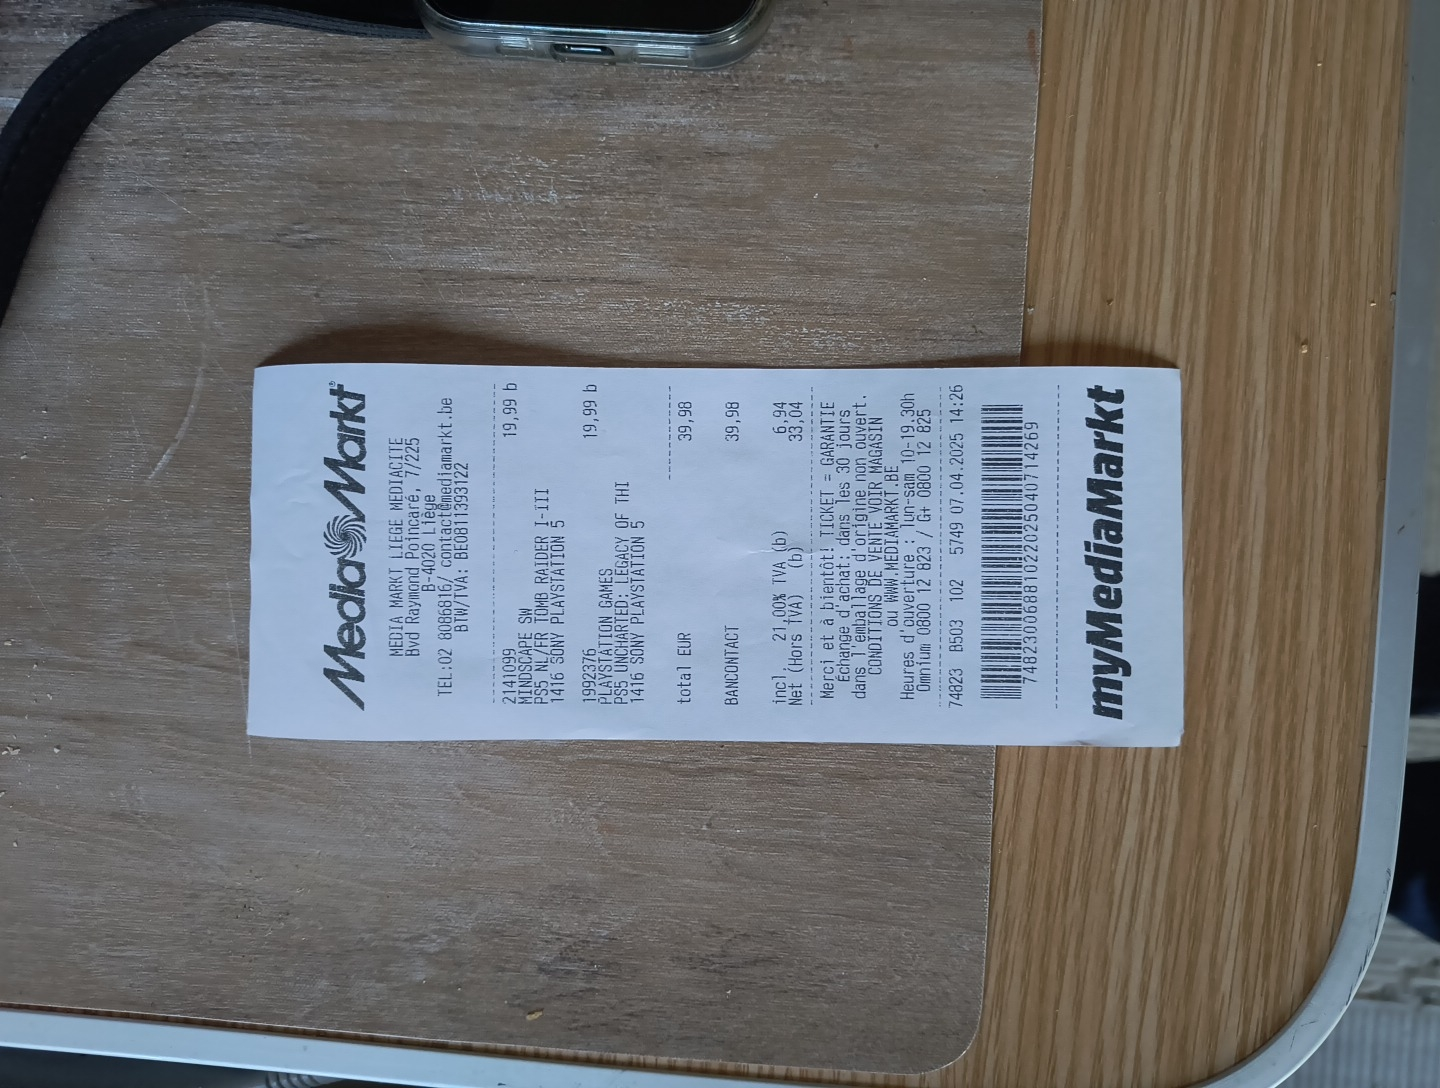 Media Markt®
MEDIA MARKT LIEGE MEDIACITE
Bvd Raymond Poincaré, 7/225
B-4020 Liège
TEL:02 8086816/ contact@mediamarkt.be
BTW/TVA: BE0811393122
2141099 19,99 b
MINDSCAPE SW
PS5 NL/FR TOMB RAIDER I-III
1416 SONY PLAYSTATION 5
1992376 19,99 b
PLAYSTATION GAMES
PS5 UNCHARTED: LEGACY OF THI
1416 SONY PLAYSTATION 5
total EUR 39,98
BANCONTACT 39,98
incl. 21,00% TVA (b) 6,94
Net (Hors TVA) (b) 33,04
Merci et à bientôt! TICKET = GARANTIE
Échange d'achat: dans les 30 jours
dans l'emballage d'origine non ouvert.
CONDITIONS DE VENTE VOIR MAGASIN
ou WWW.MEDIAMARKT.BE
Heures d'ouverture : lun-sam 10-19.30h
Omnium 0800 12 823 / G+ 0800 12 825
74823 B503 102 5749 07.04.2025 14:26
7482300688102202504071 4269
myMediaMarkt